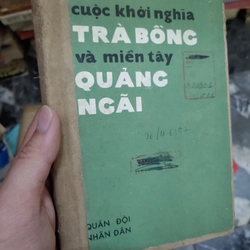 cuộc khởi nghĩa
TRÀ BỒNG
và miền tây
QUẢNG
NGÃI
QUÂN ĐỘI
NHÂN DÂN